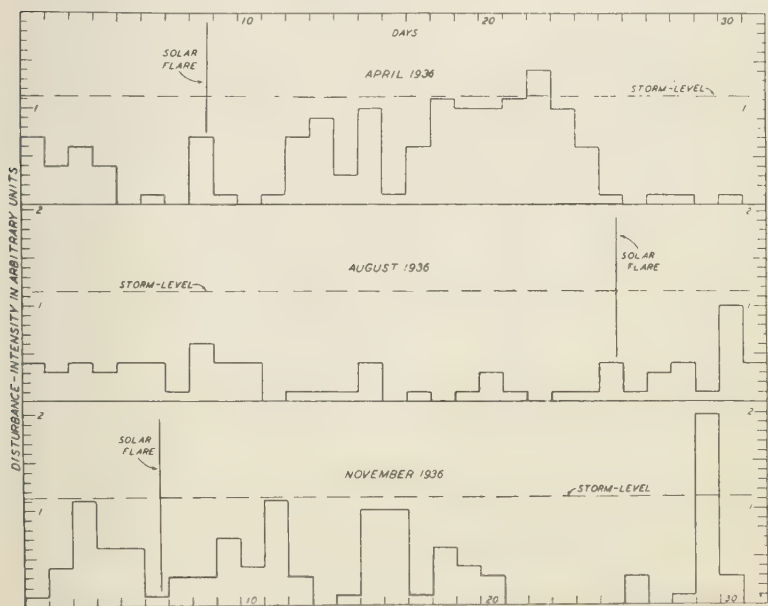 10 20 30
DAYS
SOLAR
FLARE
APRIL 1936
STORM-LEVEL
1 1
DISTURBANCE-INTENSITY IN ARBITRARY UNITS
2 2
SOLAR
FLARE
AUGUST 1936
STORM-LEVEL
1 1
2 2
SOLAR
FLARE
NOVEMBER 1936
STORM-LEVEL
1 1
10 20 30